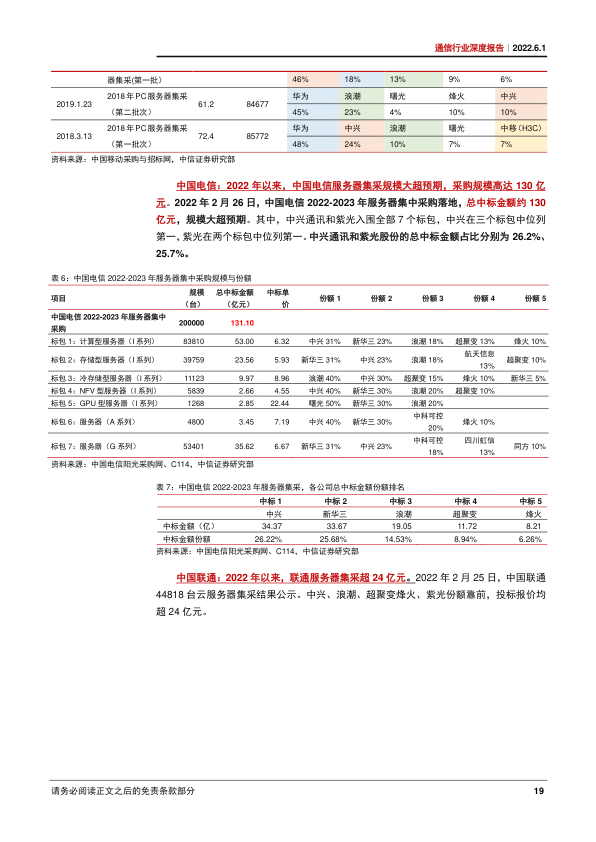 通信行业深度报告｜2022.6.1
器集采(第一批） 46% 18% 13% 9% 6%
2019.1.23 2018年PC服务器集采（第二批次） 61.2 84677 华为 浪潮 曙光 烽火 中兴
45% 23% 4% 10% 10%
2018.3.13 2018年PC服务器集采（第一批次） 72.4 85772 华为 中兴 浪潮 曙光 中移（H3C）
48% 24% 10% 7% 7%
资料来源：中国移动采购与招标网，中信证券研究部
中国电信：2022 年以来，中国电信服务器集采规模大超预期，采购规模高达 130 亿
元。2022 年 2 月 26 日，中国电信 2022-2023 年服务器集中采购落地，总中标金额约 130
亿元，规模大超预期。其中，中兴通讯和紫光入围全部 7 个标包，中兴在三个标包中位列
第一，紫光在两个标包中位列第一。中兴通讯和紫光股份的总中标金额占比分别为 26.2%、
25.7%。
表 6：中国电信 2022-2023 年服务器集中采购规模与份额
项目 规模（台） 总中标金额（亿元） 中标单价 份额 1 份额 2 份额 3 份额 4 份额 5
中国电信 2022-2023 年服务器集中采购 200000 131.10
标包 1：计算型服务器（I 系列） 83810 53.00 6.32 中兴 31% 新华三 23% 浪潮 18% 超聚变 13% 烽火 10%
标包 2：存储型服务器（I 系列） 39759 23.56 5.93 新华三 31% 中兴 23% 浪潮 18% 航天信息 13% 超聚变 10%
标包 3：冷存储型服务器（I 系列） 11123 9.97 8.96 浪潮 40% 中兴 30% 超聚变 15% 烽火 10% 新华三 5%
标包 4：NFV 型服务器（I 系列） 5839 2.66 4.55 中兴 40% 新华三 30% 浪潮 20% 超聚变 10%
标包 5：GPU 型服务器（I 系列） 1268 2.85 22.44 曙光 50% 新华三 30% 浪潮 20%
标包 6：服务器（A 系列） 4800 3.45 7.19 中兴 40% 新华三 30% 中科可控 20% 烽火 10%
标包 7：服务器（G 系列） 53401 35.62 6.67 新华三 31% 中兴 23% 中科可控 18% 四川虹信 13% 同方 10%
资料来源：中国电信阳光采购网、C114，中信证券研究部
表 7：中国电信 2022-2023 年服务器集采，各公司总中标金额份额排名
中标 1 中标 2 中标 3 中标 4 中标 5
中兴 新华三 浪潮 超聚变 烽火
中标金额（亿） 34.37 33.67 19.05 11.72 8.21
中标金额份额 26.22% 25.68% 14.53% 8.94% 6.26%
资料来源：中国电信阳光采购网、C114，中信证券研究部
中国联通：2022 年以来，联通服务器集采超 24 亿元。2022 年 2 月 25 日，中国联通
44818 台云服务器集采结果公示。中兴、浪潮、超聚变烽火、紫光份额靠前，投标报价均
超 24 亿元。
请务必阅读正文之后的免责条款部分 19